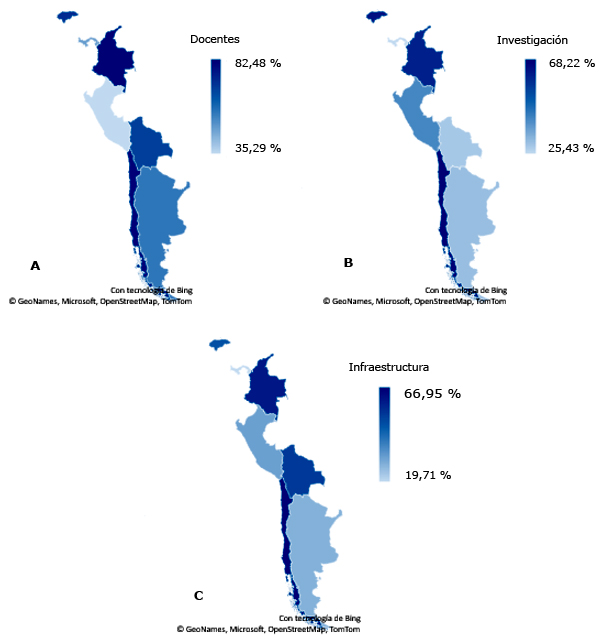 Docentes
82,48 %
35,29 %
A
Con tecnología de Bing
© GeoNames, Microsoft, OpenStreetMap, TomTom
Investigación
68,22 %
25,43 %
B
Con tecnología de Bing
© GeoNames, Microsoft, OpenStreetMap, TomTom
Infraestructura
66,95 %
19,71 %
C
Con tecnología de Bing
© GeoNames, Microsoft, OpenStreetMap, TomTom